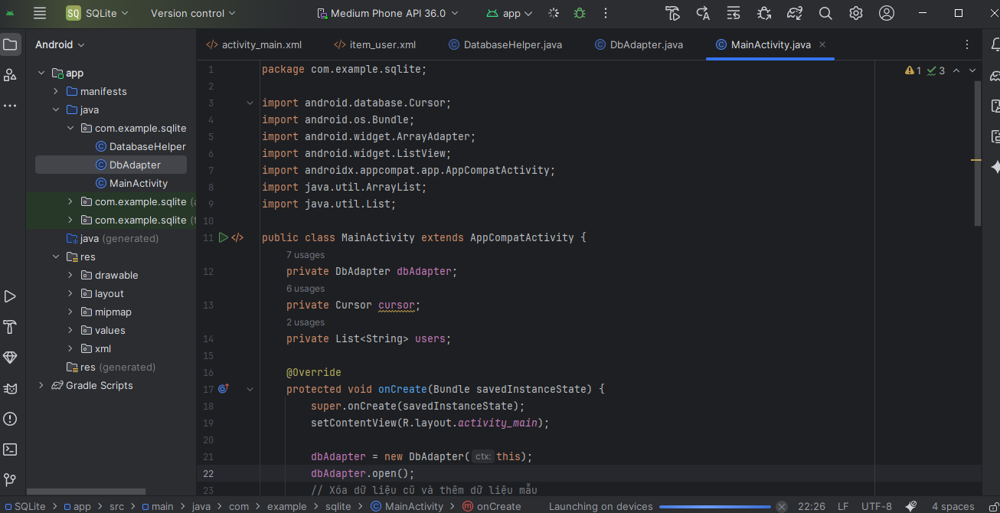 SQ SQLite Version control Medium Phone API 36.0 app
Android
activity_main.xml item_user.xml DatabaseHelper.java DbAdapter.java MainActivity.java
app
manifests
java
com.example.sqlite
DatabaseHelper
DbAdapter
MainActivity
com.example.sqlite
com.example.sqlite
java (generated)
res
drawable
layout
mipmap
values
xml
res (generated)
Gradle Scripts
1 3
1 package com.example.sqlite;
2
3 import android.database.Cursor;
4 import android.os.Bundle;
5 import android.widget.ArrayAdapter;
6 import android.widget.ListView;
7 import androidx.appcompat.app.AppCompatActivity;
8 import java.util.ArrayList;
9 import java.util.List;
10
11 public class MainActivity extends AppCompatActivity {
7 usages
12 private DbAdapter dbAdapter;
6 usages
13 private Cursor cursor;
2 usages
14 private List<String> users;
15
16 @Override
17 protected void onCreate(Bundle savedInstanceState) {
18 super.onCreate(savedInstanceState);
19 setContentView(R.layout.activity_main);
20
21 dbAdapter = new DbAdapter( ctx: this);
22 dbAdapter.open();
23 // Xóa dữ liệu cũ và thêm dữ liệu mẫu
SQLite > app > src > main > java > com > example > sqlite > MainActivity > onCreate Launching on devices 22:26 LF UTF-8 4 spaces